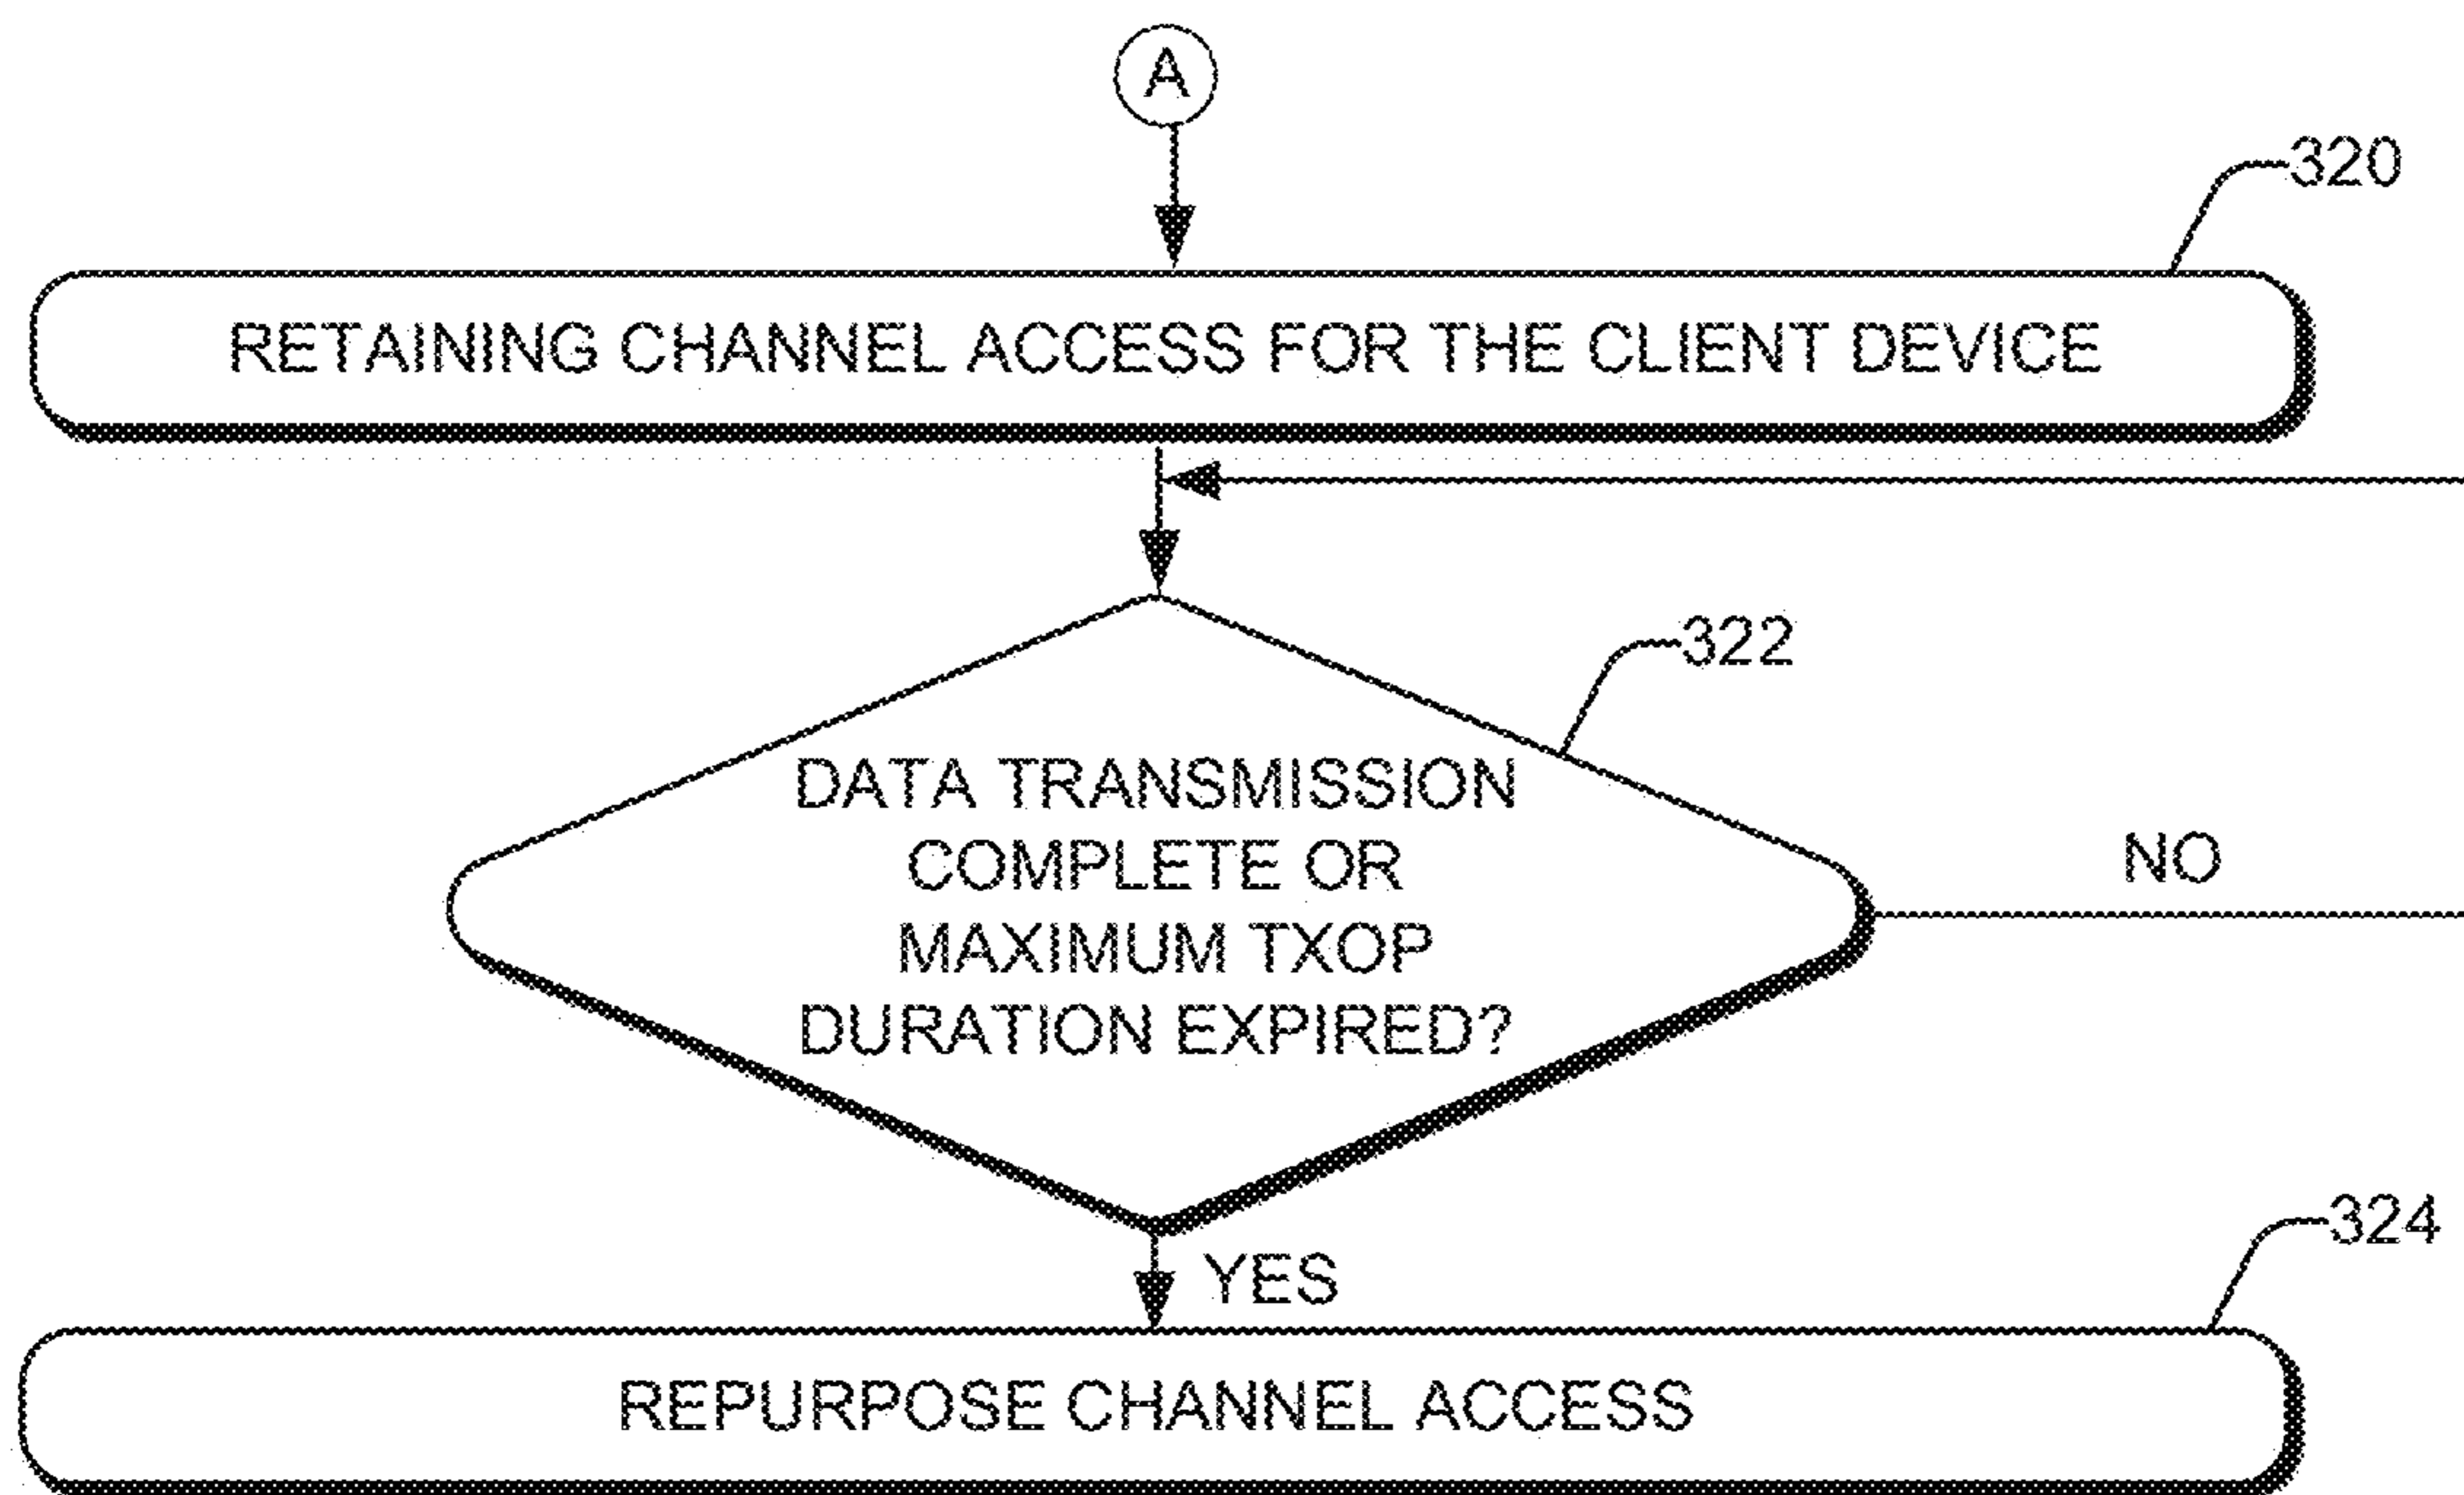 A
320
RETAINING CHANNEL ACCESS FOR THE CLIENT DEVICE
322
DATA TRANSMISSION
COMPLETE OR
MAXIMUM TXOP
DURATION EXPIRED?
NO
YES
324
REPURPOSE CHANNEL ACCESS